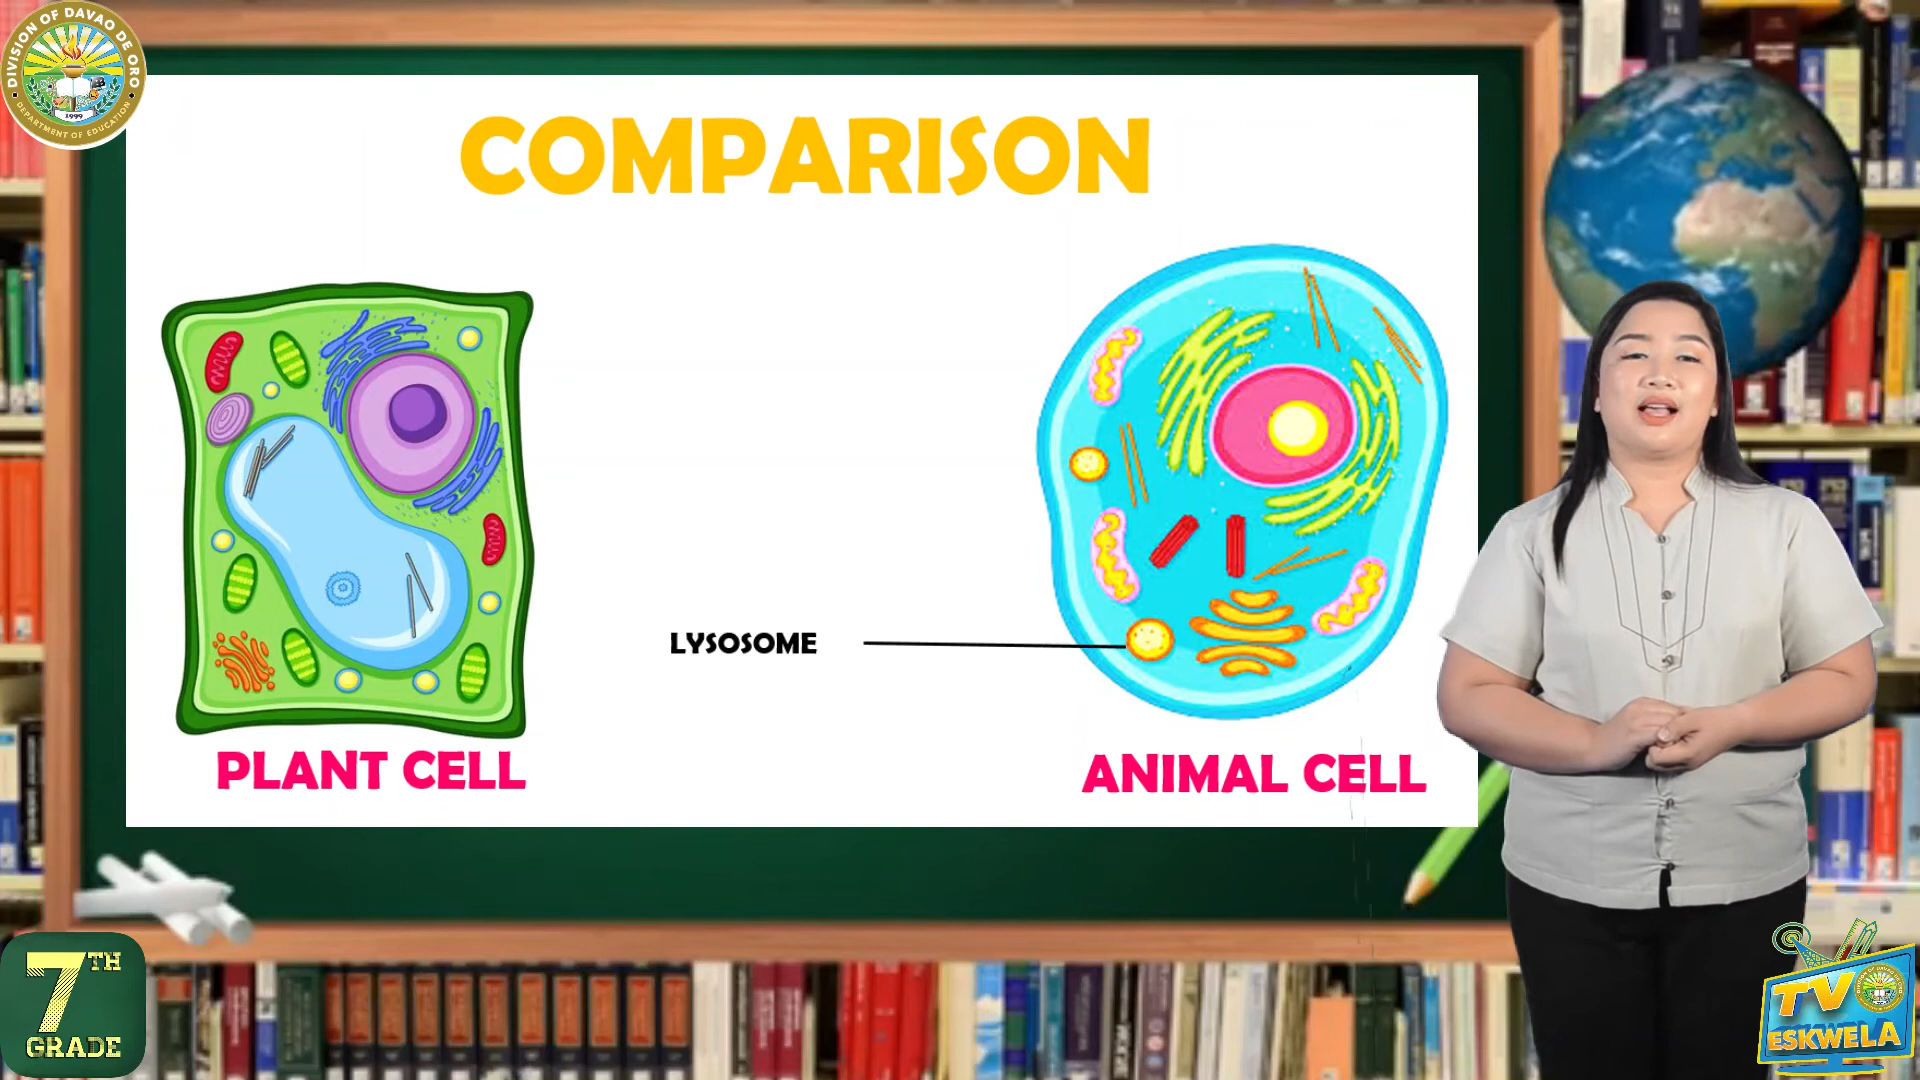 DIVISION OF DAVAO DE ORO
1999
DEPARTMENT OF EDUCATION
COMPARISON
LYSOSOME
PLANT CELL
ANIMAL CELL
7TH
GRADE
TV
ESKWELA